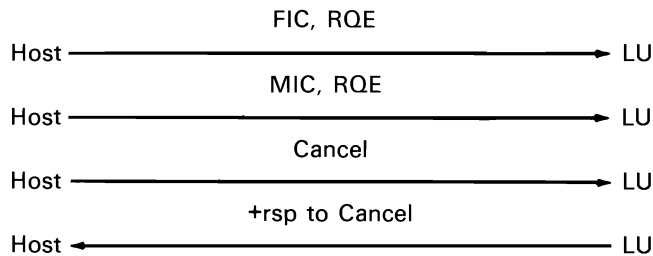 FIC, RQE
Host LU
MIC, RQE
Host LU
Cancel
Host LU
+rsp to Cancel
Host LU